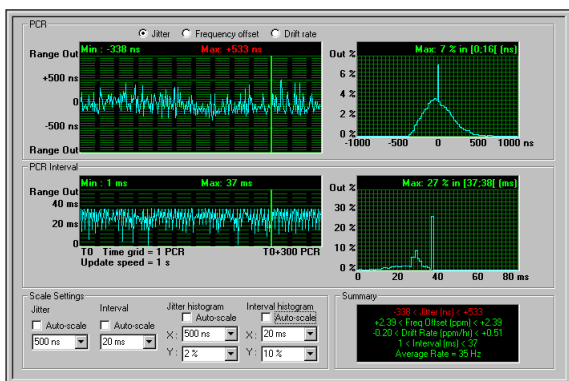 PCR
Jitter Frequency offset Drift rate
Range Out Min : -338 ns Max: +533 ns
+500 ns
0
-500 ns
Range Out
Out % Max: 7 % in [0;16[ (ns)
6 %
4 %
2 %
0 %
-1000 -500 0 500 1000 ns
PCR Interval
Range Out Min : 1 ms Max: 37 ms
40 ms
20 ms
0
T0 Time grid = 1 PCR T0+300 PCR
Update speed = 1 s
Out % Max: 27 % in [37;38[ (ms)
30 %
20 %
10 %
0 %
0 20 40 60 80 ms
Scale Settings
Jitter Interval Jitter histogram Interval histogram
Auto-scale Auto-scale Auto-scale Auto-scale
500 ns 20 ms X : 500 ns X : 20 ms
Y : 2 % Y : 10 %
Summary
-338 < Jitter (ns) < +533
+2.39 < Freq Offset (ppm) < +2.39
-0.20 < Drift Rate (ppm/hr) < +0.51
1 < Interval (ms) < 37
Average Rate = 35 Hz